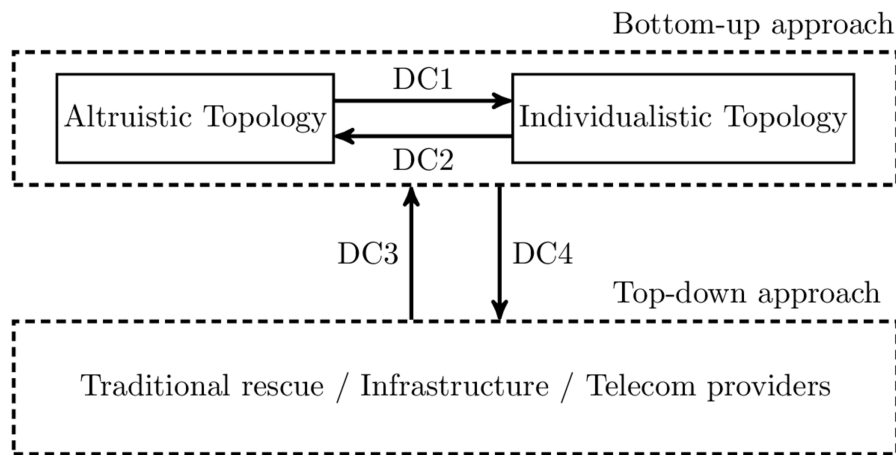 Bottom-up approach
DC1
Altruistic Topology
Individualistic Topology
DC2
DC3
DC4
Top-down approach
Traditional rescue / Infrastructure / Telecom providers